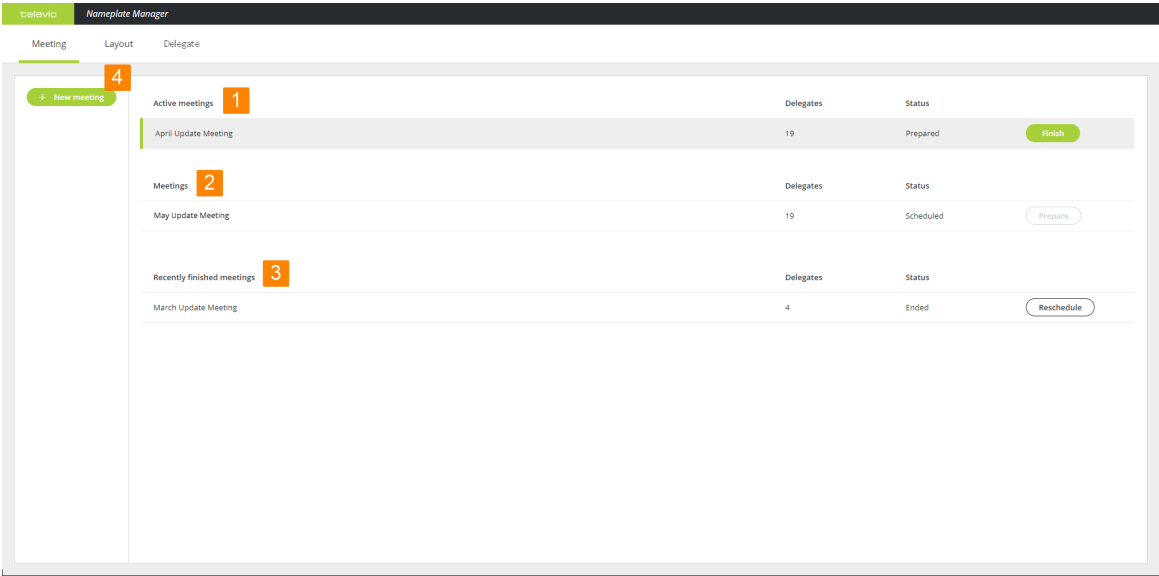 televic Nameplate Manager
Meeting Layout Delegate
4
+ New meeting
Active meetings 1 Delegates Status
April Update Meeting 19 Prepared Finish
Meetings 2 Delegates Status
May Update Meeting 19 Scheduled Prepare
Recently finished meetings 3 Delegates Status
March Update Meeting 4 Ended Reschedule